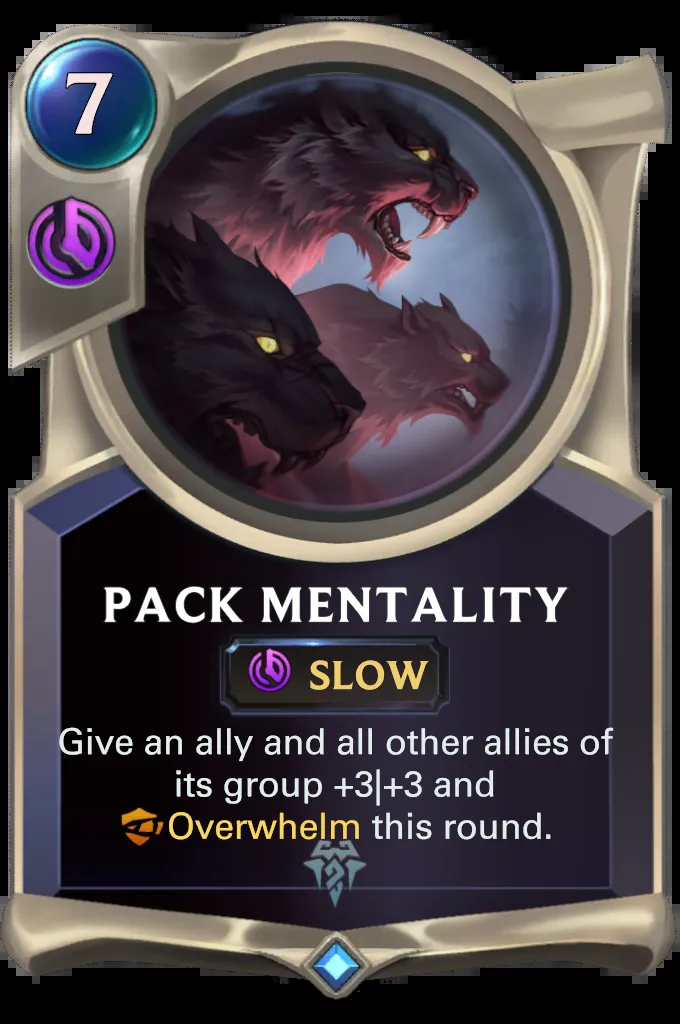 7
PACK MENTALITY
SLOW
Give an ally and all other allies of
its group +3|+3 and
Overwhelm this round.